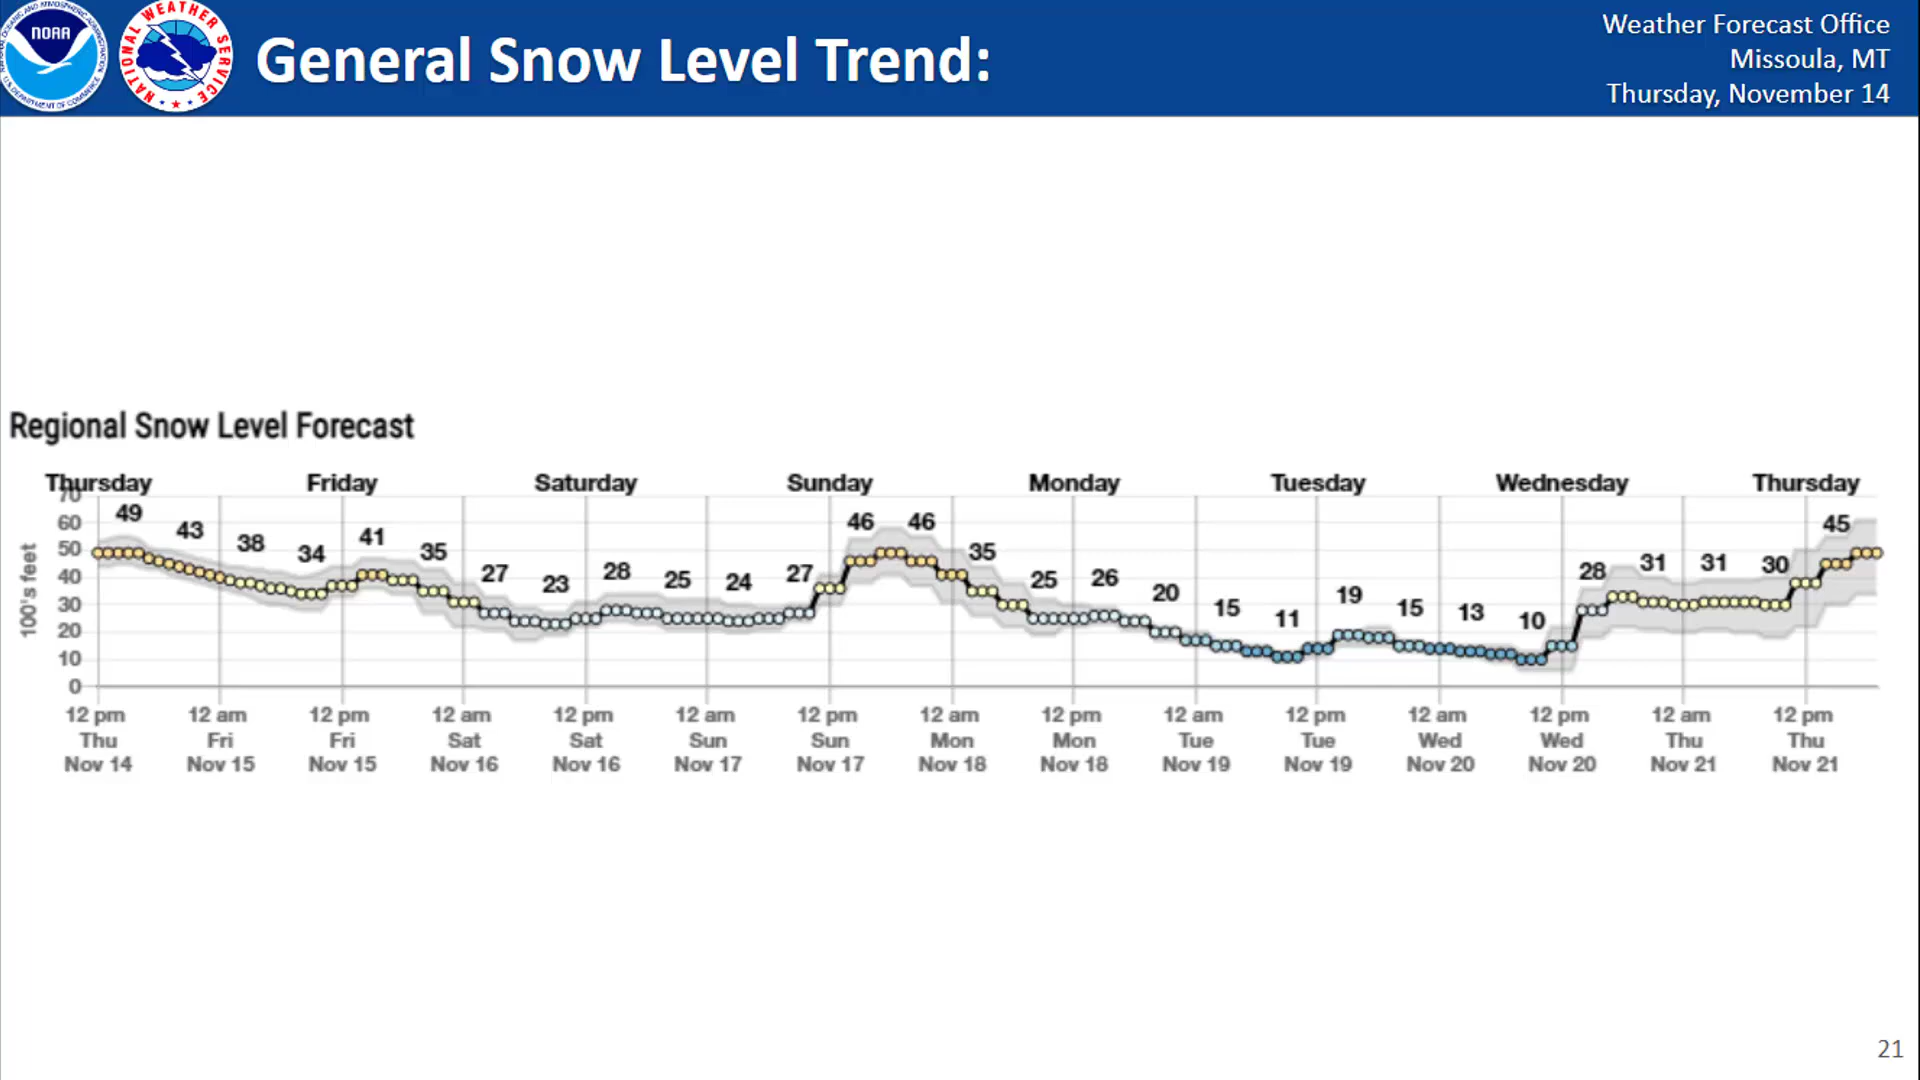 NOAA
NATIONAL WEATHER SERVICE
General Snow Level Trend:
Weather Forecast Office
Missoula, MT
Thursday, November 14
Regional Snow Level Forecast
Thursday Friday Saturday Sunday Monday Tuesday Wednesday Thursday
49 43 38 34 41 35 27 23 28 25 24 27 46 46 35 25 26 20 15 11 19 15 13 10 28 31 31 30 45
100's feet
70
60
50
40
30
20
10
0
12 pm 12 am 12 pm 12 am 12 pm 12 am 12 pm 12 am 12 pm 12 am 12 pm 12 am 12 pm 12 am 12 pm
Thu Fri Fri Sat Sat Sun Sun Mon Mon Tue Tue Wed Wed Thu Thu
Nov 14 Nov 15 Nov 15 Nov 16 Nov 16 Nov 17 Nov 17 Nov 18 Nov 18 Nov 19 Nov 19 Nov 20 Nov 20 Nov 21 Nov 21
21